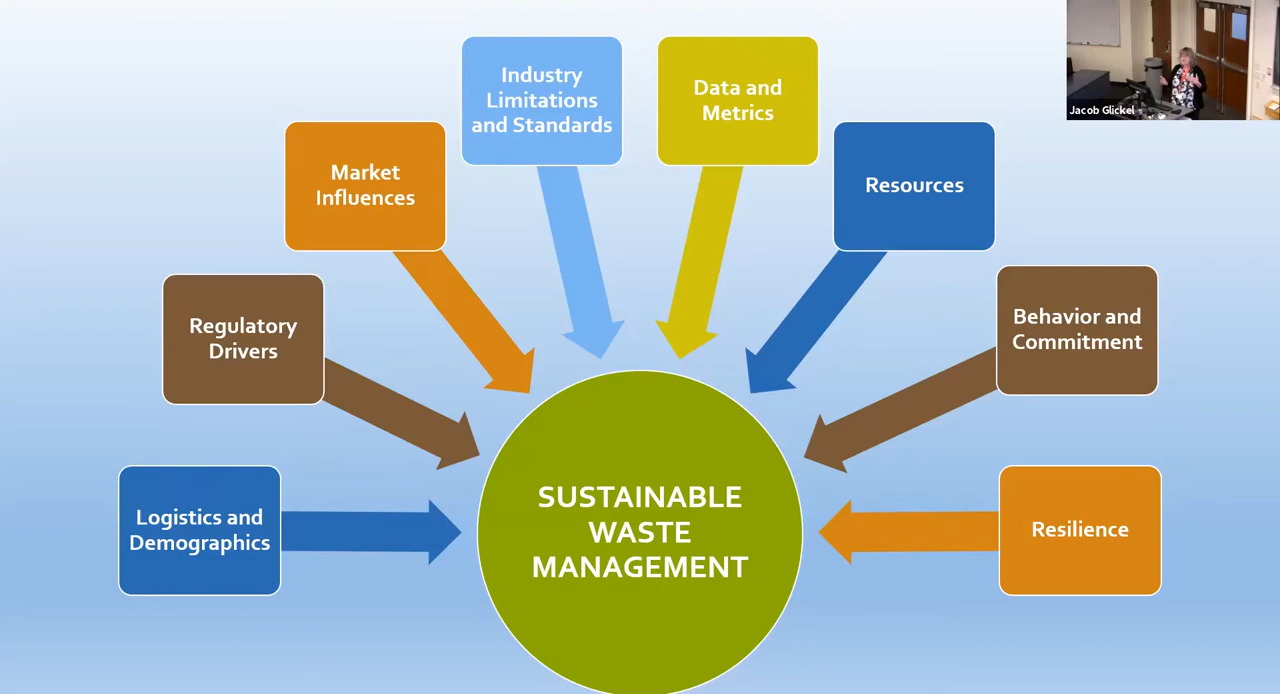 Industry
Limitations
and Standards
Data and
Metrics
Jacob Glickel
Market
Influences
Resources
Regulatory
Drivers
Behavior and
Commitment
Logistics and
Demographics
SUSTAINABLE
WASTE
MANAGEMENT
Resilience